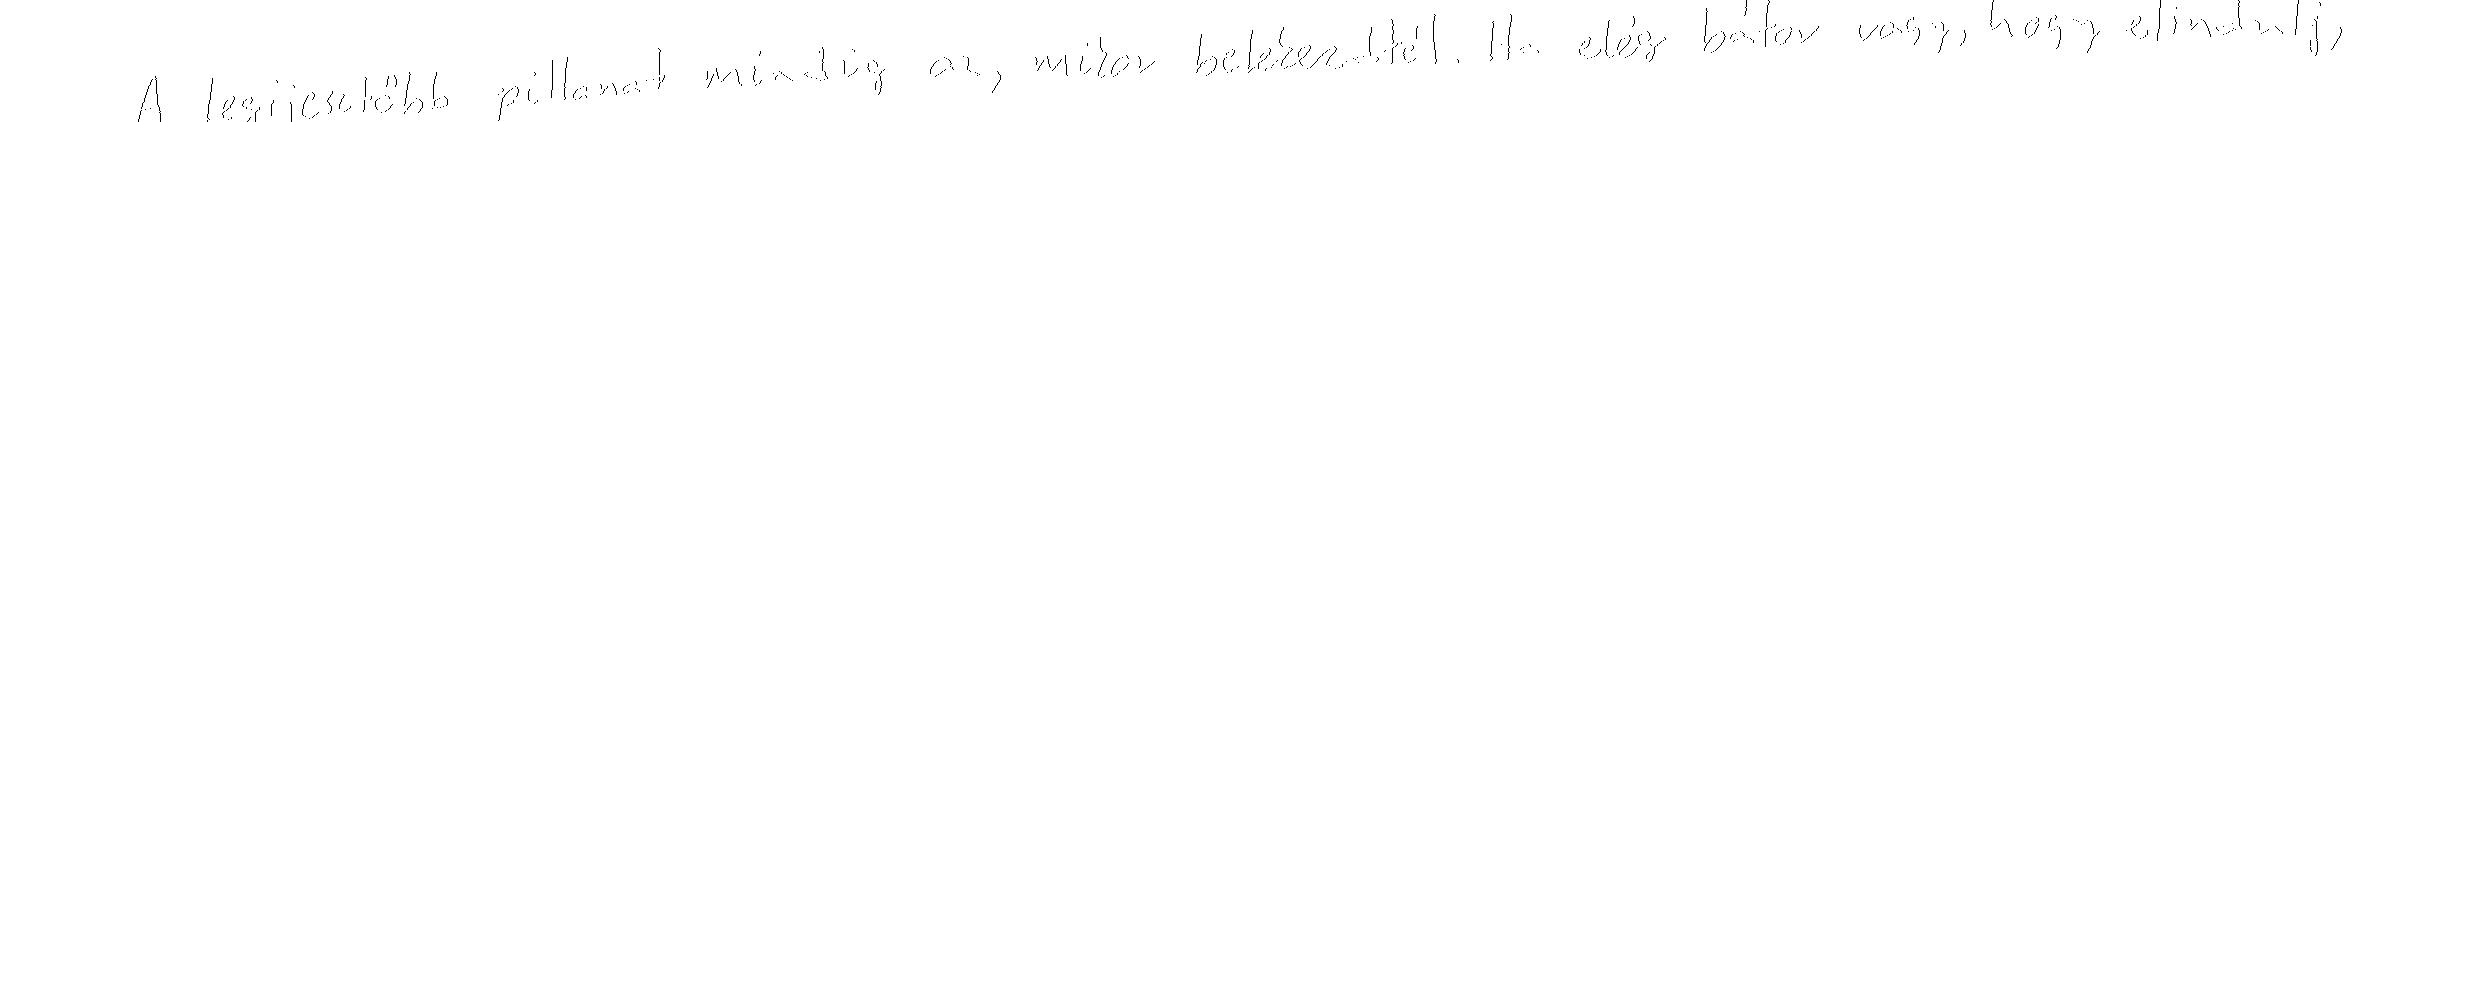 A legijesztőbb pillanat mindig az, mikor belekezdtél. Ha elég bátor vagy, hogy elindulj,